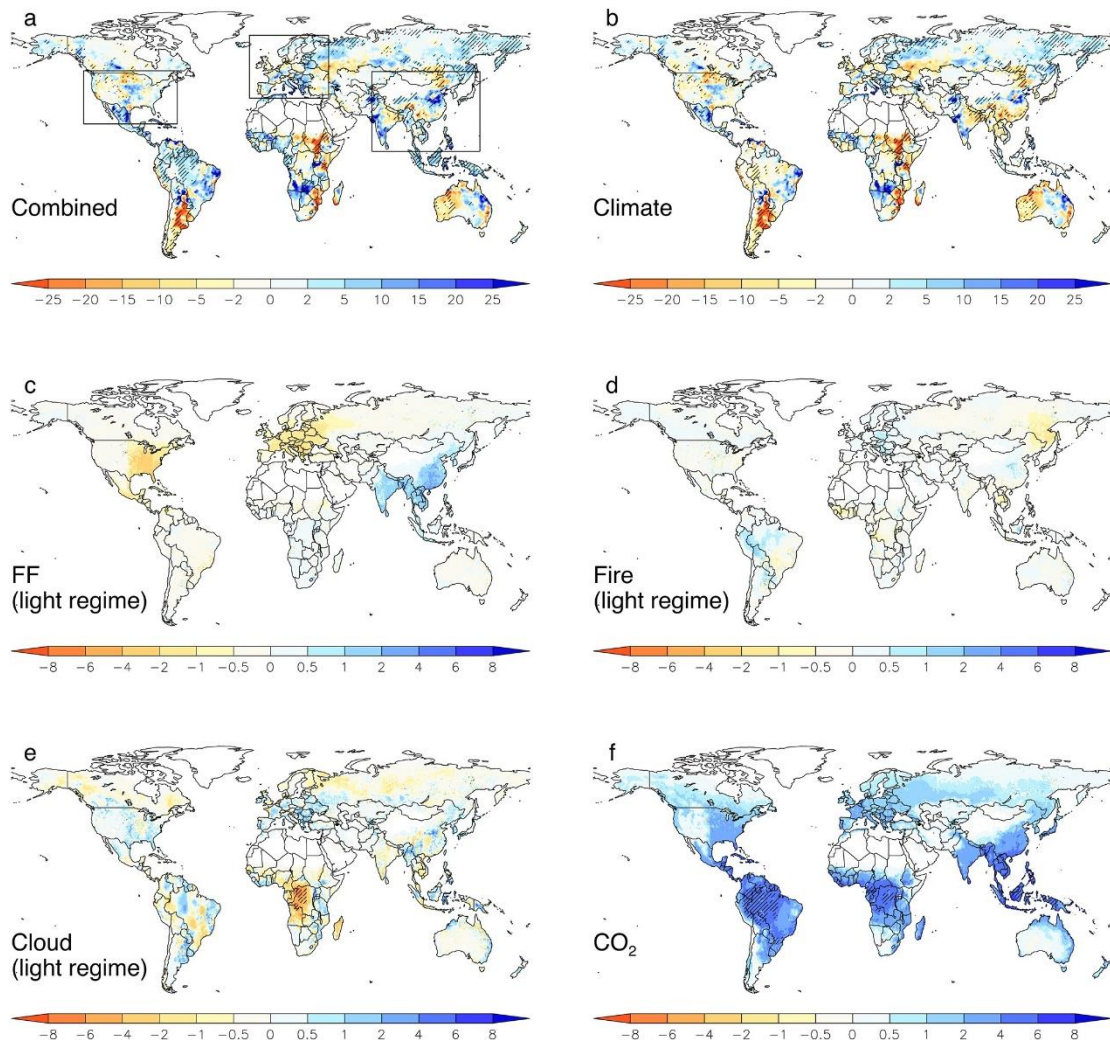 a
b
Combined
Climate
−25 −20 −15 −10 −5 −2 0 2 5 10 15 20 25
−25 −20 −15 −10 −5 −2 0 2 5 10 15 20 25
c
d
FF
(light regime)
Fire
(light regime)
−8 −6 −4 −2 −1 −0.5 0 0.5 1 2 4 6 8
−8 −6 −4 −2 −1 −0.5 0 0.5 1 2 4 6 8
e
f
Cloud
(light regime)
CO₂
−8 −6 −4 −2 −1 −0.5 0 0.5 1 2 4 6 8
−8 −6 −4 −2 −1 −0.5 0 0.5 1 2 4 6 8